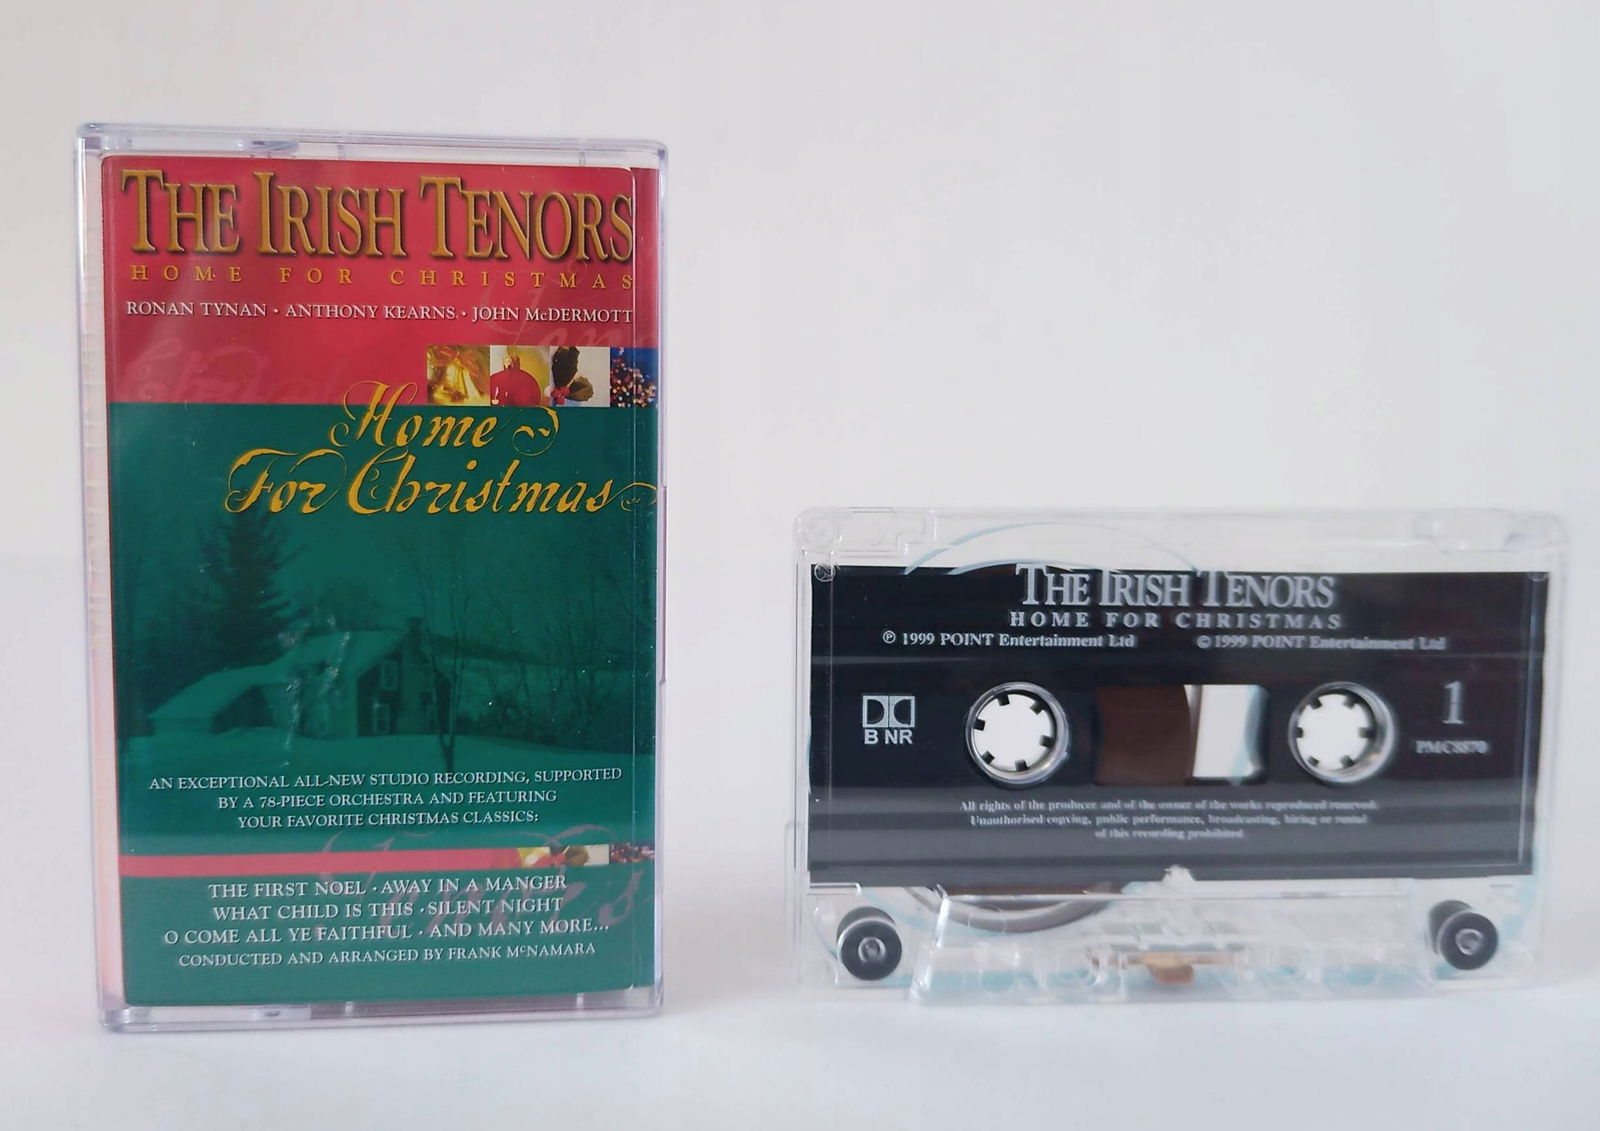 THE IRISH TENORS
HOME FOR CHRISTMAS
RONAN TYNAN · ANTHONY KEARNS · JOHN McDERMOTT
Home
For Christmas
AN EXCEPTIONAL ALL-NEW STUDIO RECORDING, SUPPORTED
BY A 78-PIECE ORCHESTRA AND FEATURING
YOUR FAVORITE CHRISTMAS CLASSICS:
THE FIRST NOEL · AWAY IN A MANGER
WHAT CHILD IS THIS · SILENT NIGHT
O COME ALL YE FAITHFUL · AND MANY MORE...
CONDUCTED AND ARRANGED BY FRANK McNAMARA
THE IRISH TENORS
HOME FOR CHRISTMAS
℗ 1999 POINT Entertainment Ltd © 1999 POINT Entertainment Ltd
B NR
1
PMC8870
All rights of the producer and of the owner of the works reproduced reserved.
Unauthorised copying, public performance, broadcasting, hiring or rental
of this recording prohibited